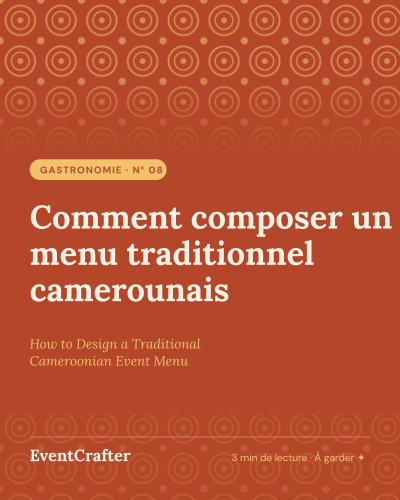 GASTRONOMIE · N° 08
Comment composer un
menu traditionnel
camerounais
How to Design a Traditional
Cameroonian Event Menu
EventCrafter
3 min de lecture · À garder ✦